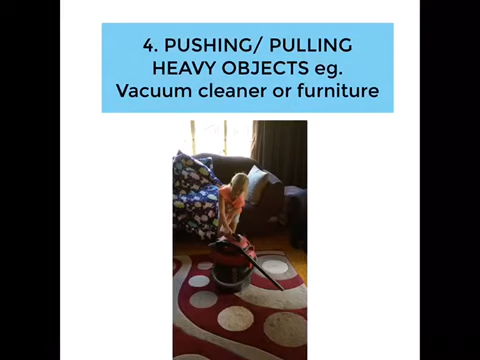 4. PUSHING/ PULLING
HEAVY OBJECTS eg.
Vacuum cleaner or furniture